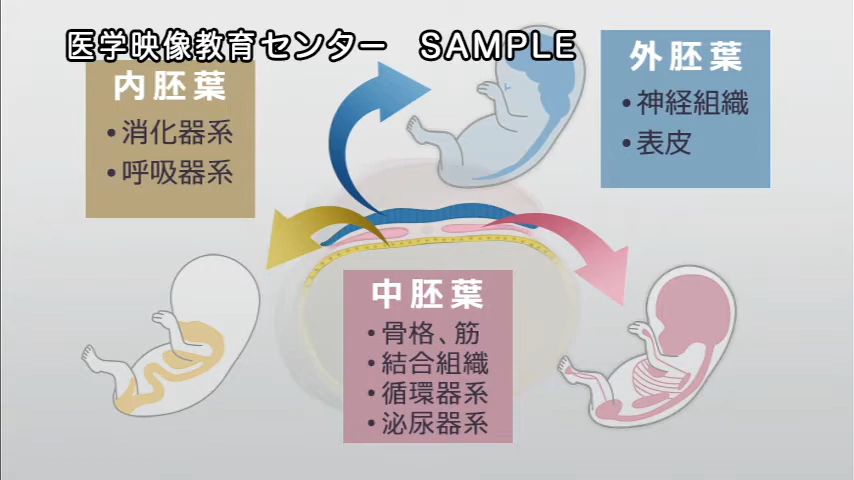 医学映像教育センター　SAMPLE
内胚葉
•消化器系
•呼吸器系
外胚葉
•神経組織
•表皮
中胚葉
•骨格、筋
•結合組織
•循環器系
•泌尿器系